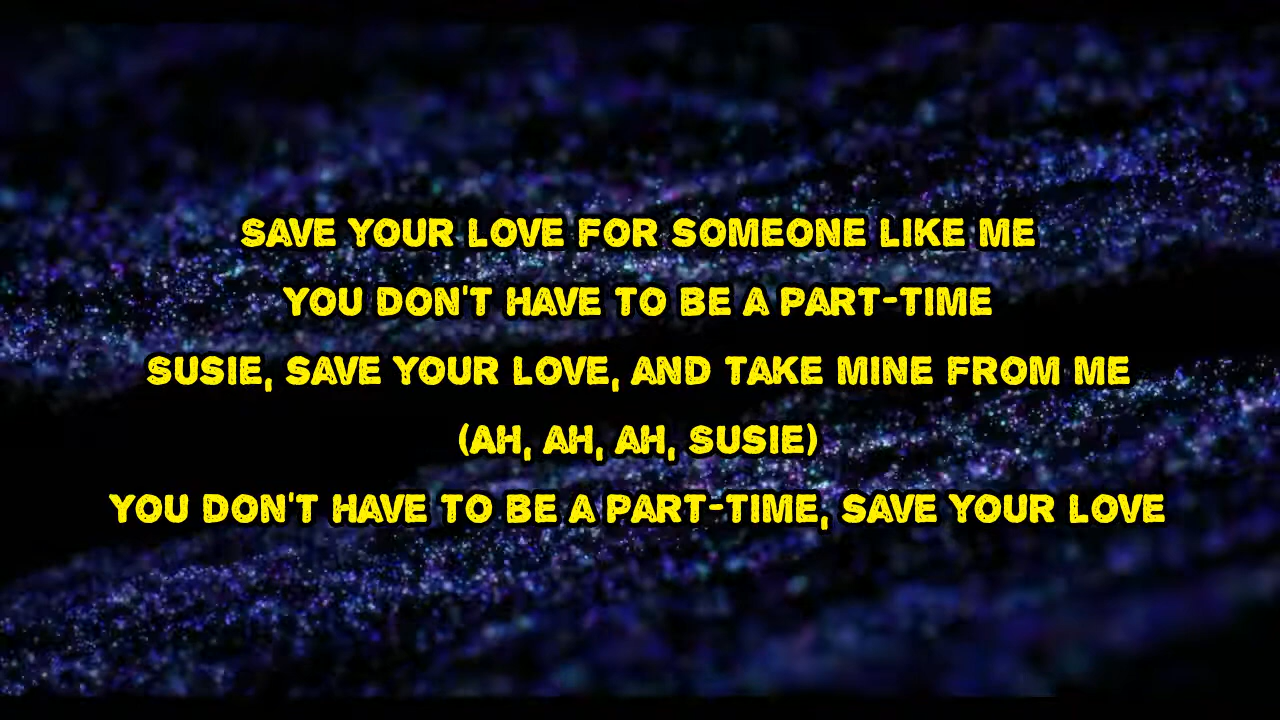 SAVE YOUR LOVE FOR SOMEONE LIKE ME
YOU DON'T HAVE TO BE A PART-TIME
SUSIE, SAVE YOUR LOVE, AND TAKE MINE FROM ME
(AH, AH, AH, SUSIE)
YOU DON'T HAVE TO BE A PART-TIME, SAVE YOUR LOVE